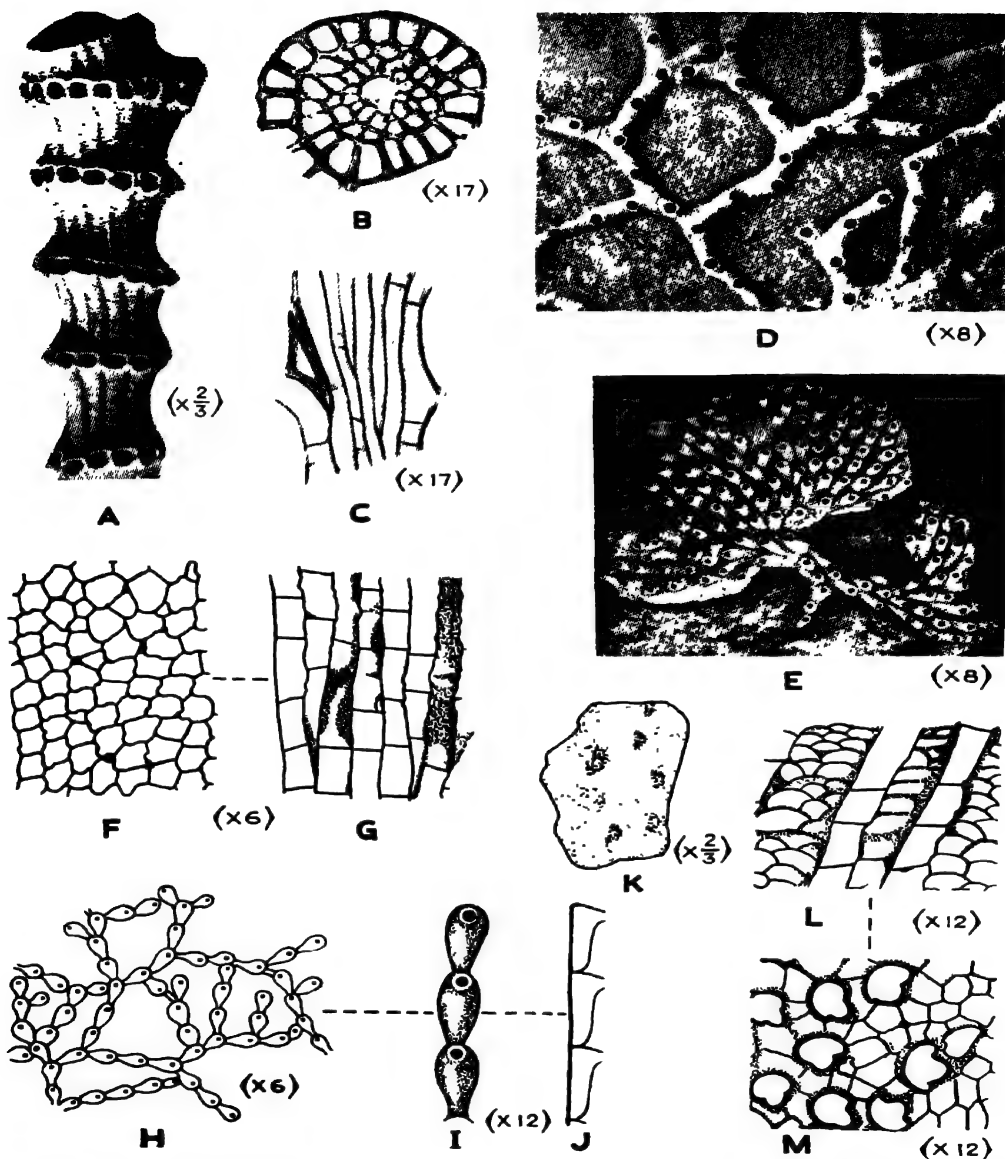 (×17)
B
(×8)
D
(×2/3)
A
(×17)
C
(×8)
E
F
(×6)
G
(×2/3)
K
L
(×12)
(×6)
H
I
(×12)
J
M
(×12)